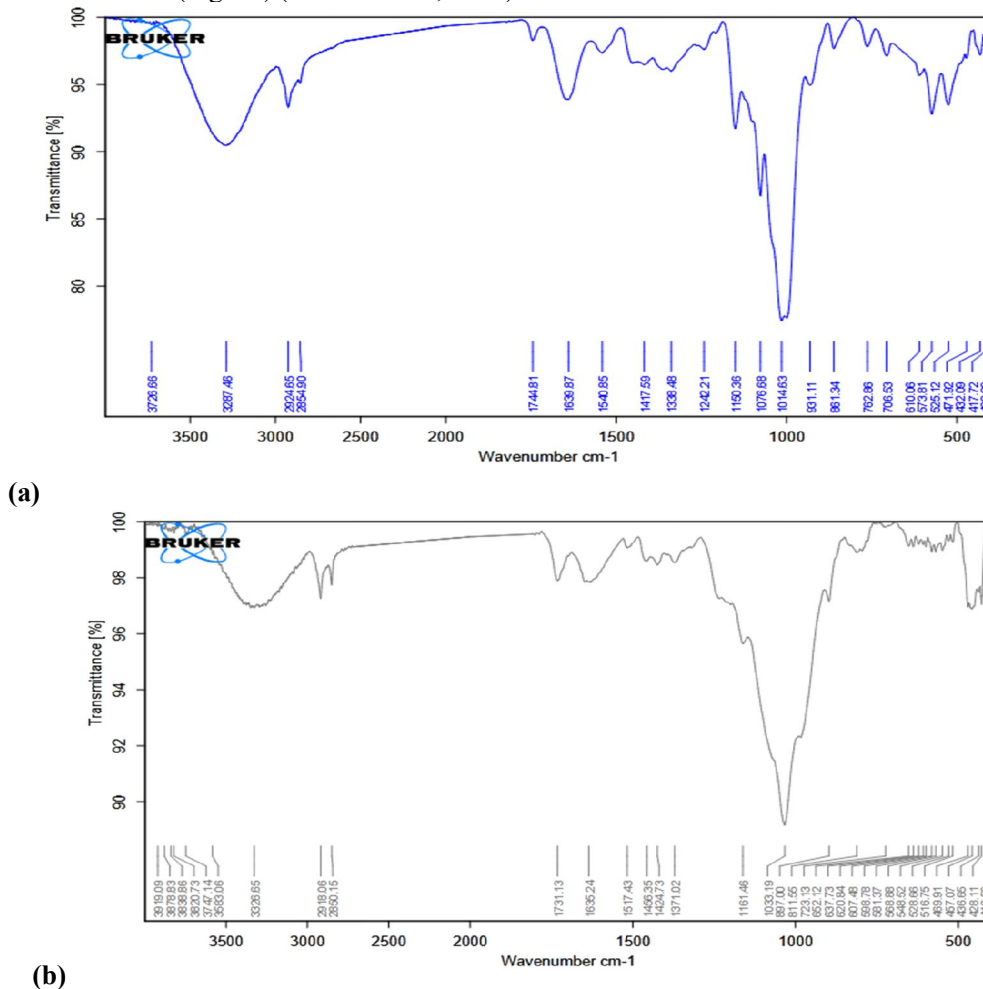 100
BRUKER
95
90
Transmittance [%]
85
80
3726.66 3287.46 2924.65 2854.90 1744.81 1639.87 1540.85 1417.59 1338.48 1242.21 1160.36 1076.68 1014.63 931.11 861.34 762.86 706.53 610.06 573.81 525.12 471.92 432.09 417.72
3500 3000 2500 2000 1500 1000 500
Wavenumber cm-1
(a)
100
BRUKER
98
96
Transmittance [%]
94
92
90
3919.09 3878.83 3838.86 3820.73 3747.14 3583.06 2918.06 2850.15 1731.13 1635.24 1517.43 1456.35 1424.73 1371.02 1161.46 1033.19 897.00 811.55 723.13 652.12 637.73 620.84 607.48 581.37 568.88 548.52 528.66 516.75 469.91 457.07 436.65 428.11
3500 3000 2500 2000 1500 1000 500
Wavenumber cm-1
(b)